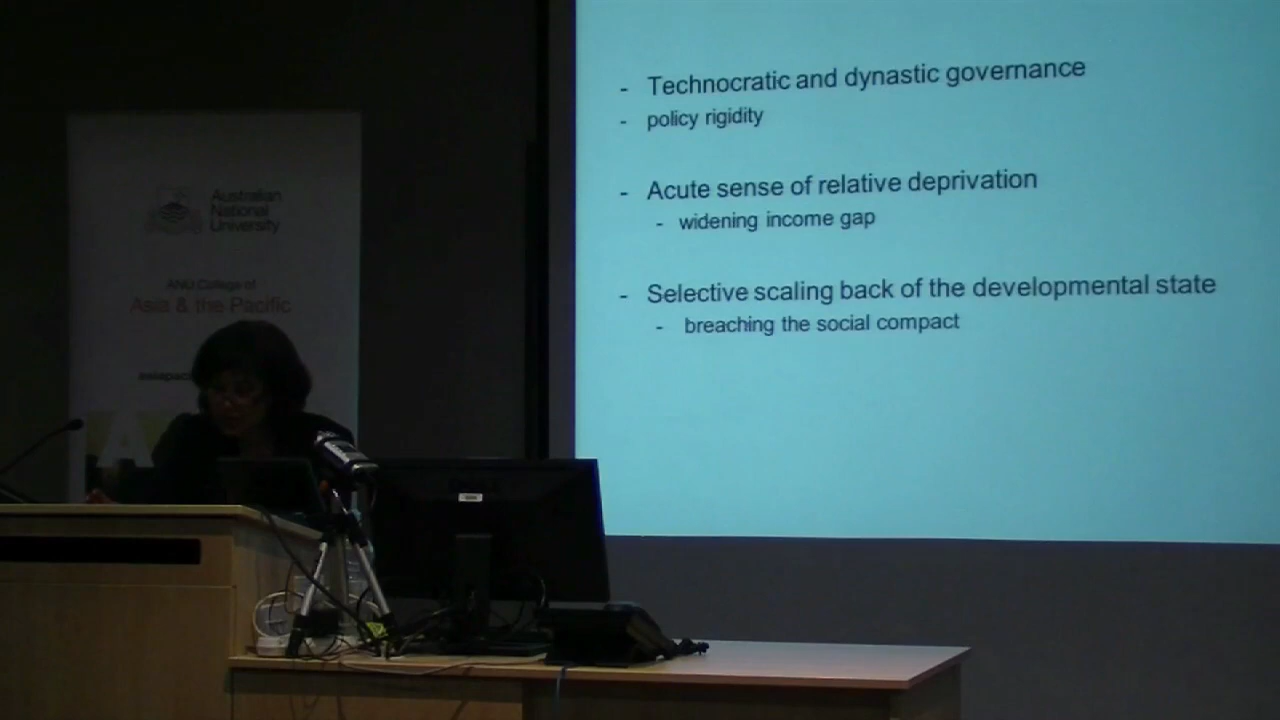 - Technocratic and dynastic governance
- policy rigidity
- Acute sense of relative deprivation
- widening income gap
- Selective scaling back of the developmental state
- breaching the social compact
Australian
National
University
ANU College of
Asia & the Pacific